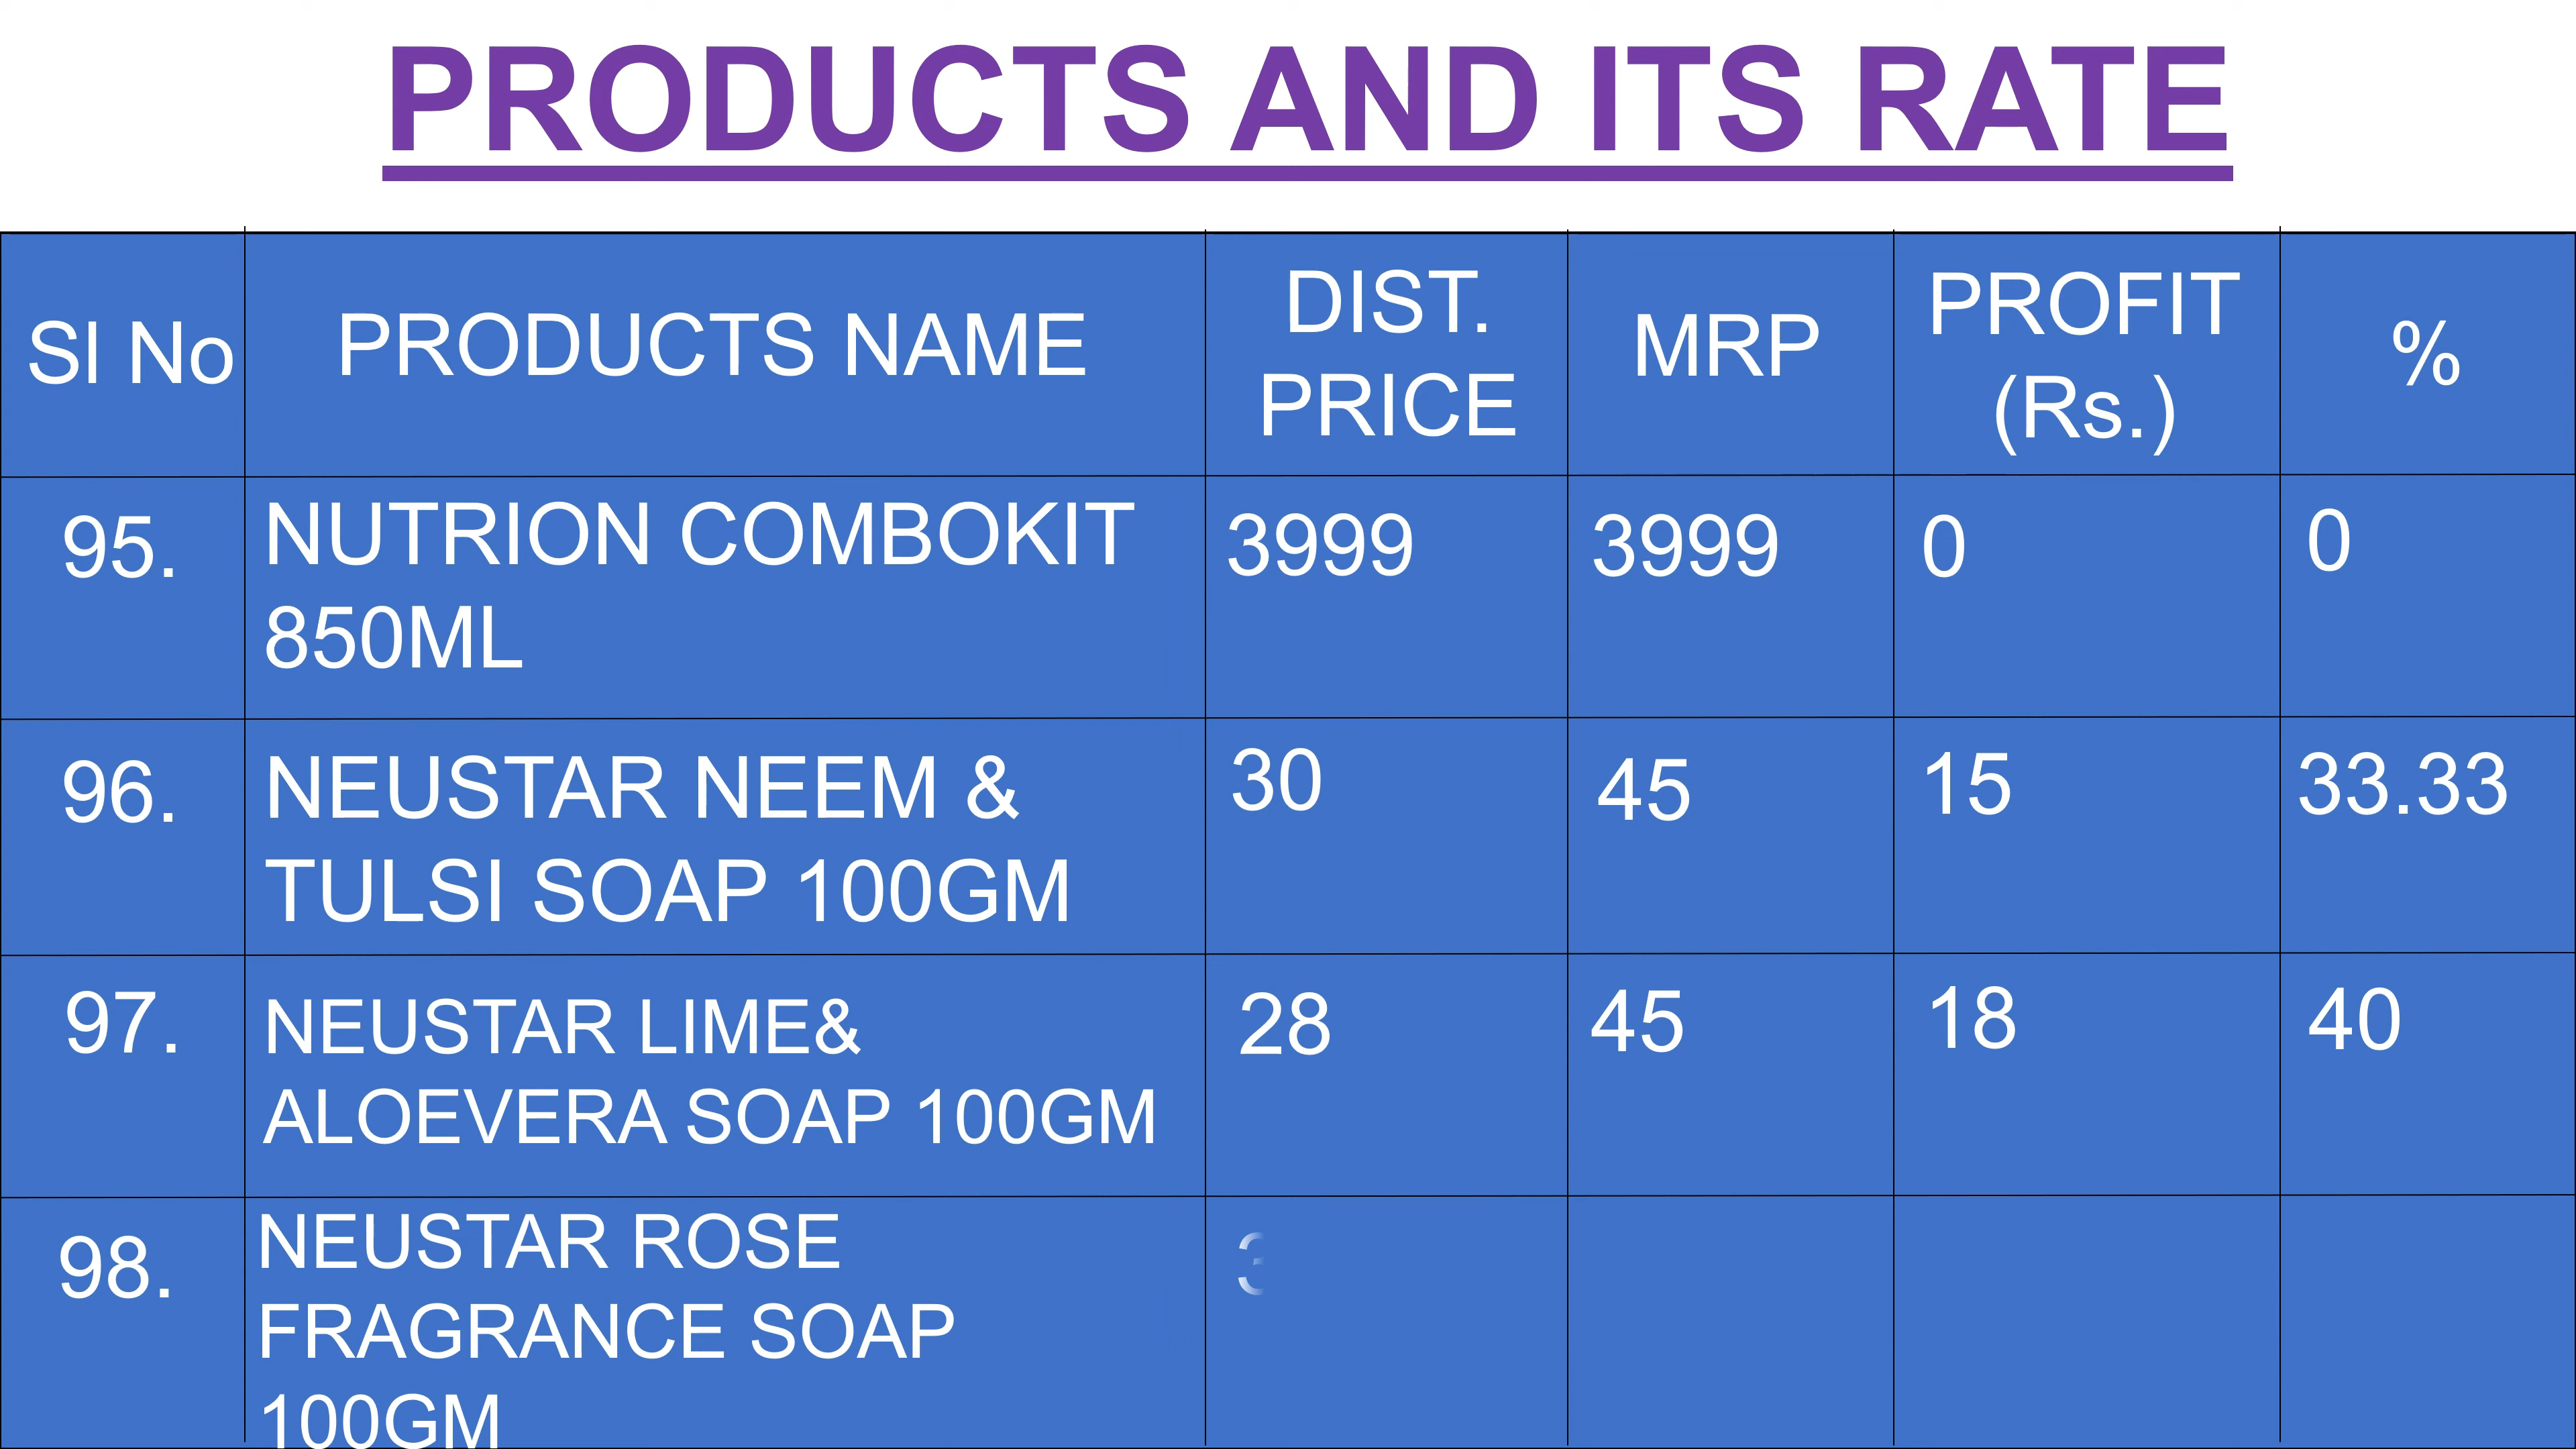 PRODUCTS AND ITS RATE
Sl No PRODUCTS NAME DIST. PRICE MRP PROFIT (Rs.) %
95. NUTRION COMBOKIT 3999 3999 0 0
850ML
96. NEUSTAR NEEM & 30 45 15 33.33
TULSI SOAP 100GM
97. NEUSTAR LIME& 28 45 18 40
ALOEVERA SOAP 100GM
98. NEUSTAR ROSE
FRAGRANCE SOAP
100GM